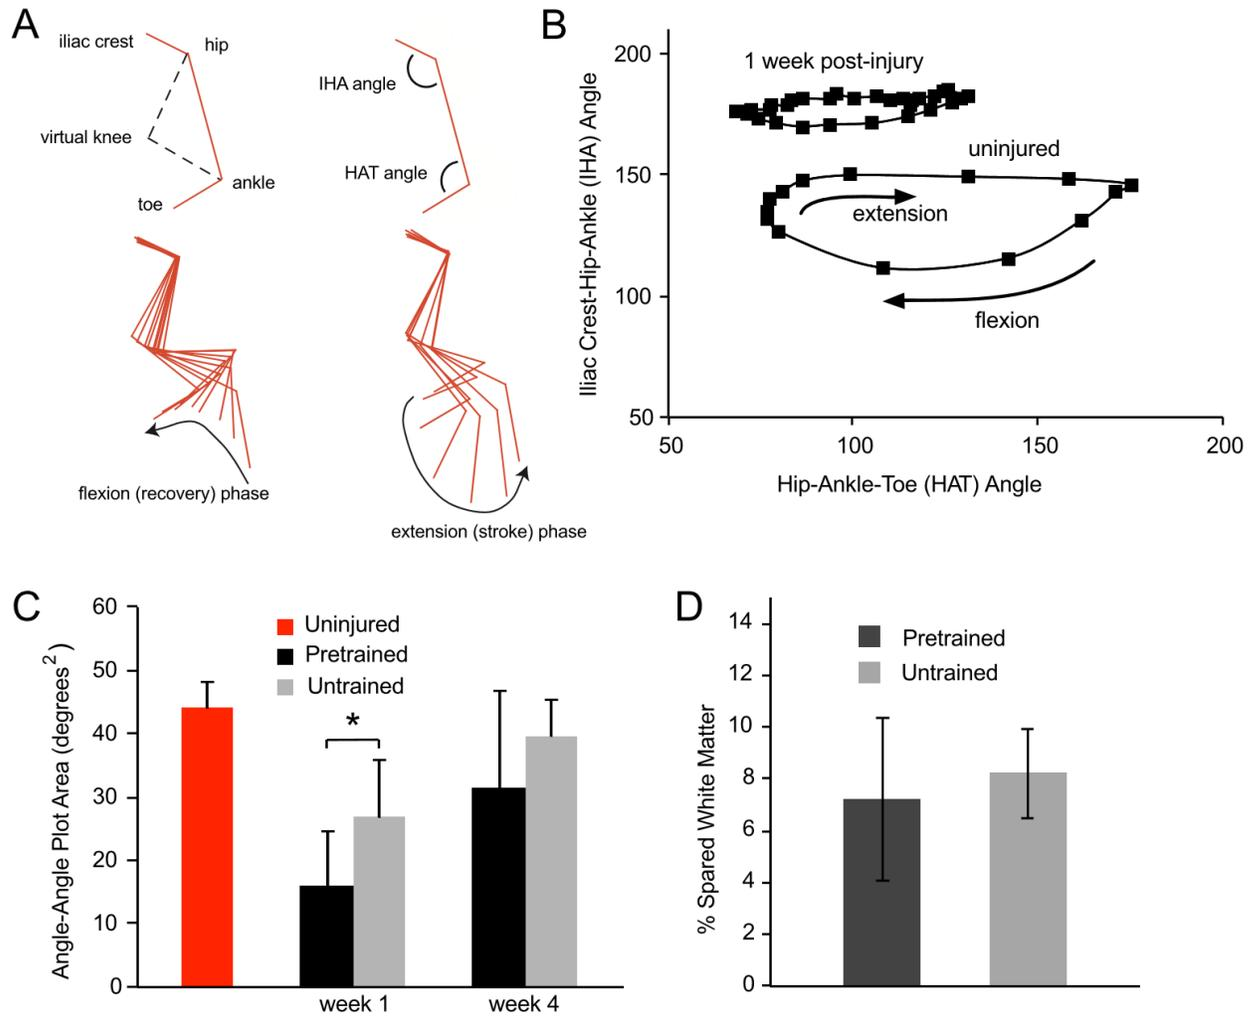 A
iliac crest
hip
virtual knee
ankle
toe
IHA angle
HAT angle
flexion (recovery) phase
extension (stroke) phase
B
Iliac Crest-Hip-Ankle (IHA) Angle
200
150
100
50
1 week post-injury
uninjured
extension
flexion
50 100 150 200
Hip-Ankle-Toe (HAT) Angle
C
Angle-Angle Plot Area (degrees²)
60
50
40
30
20
10
0
Uninjured
Pretrained
Untrained
*
week 1 week 4
D
% Spared White Matter
14
12
10
8
6
4
2
0
Pretrained
Untrained